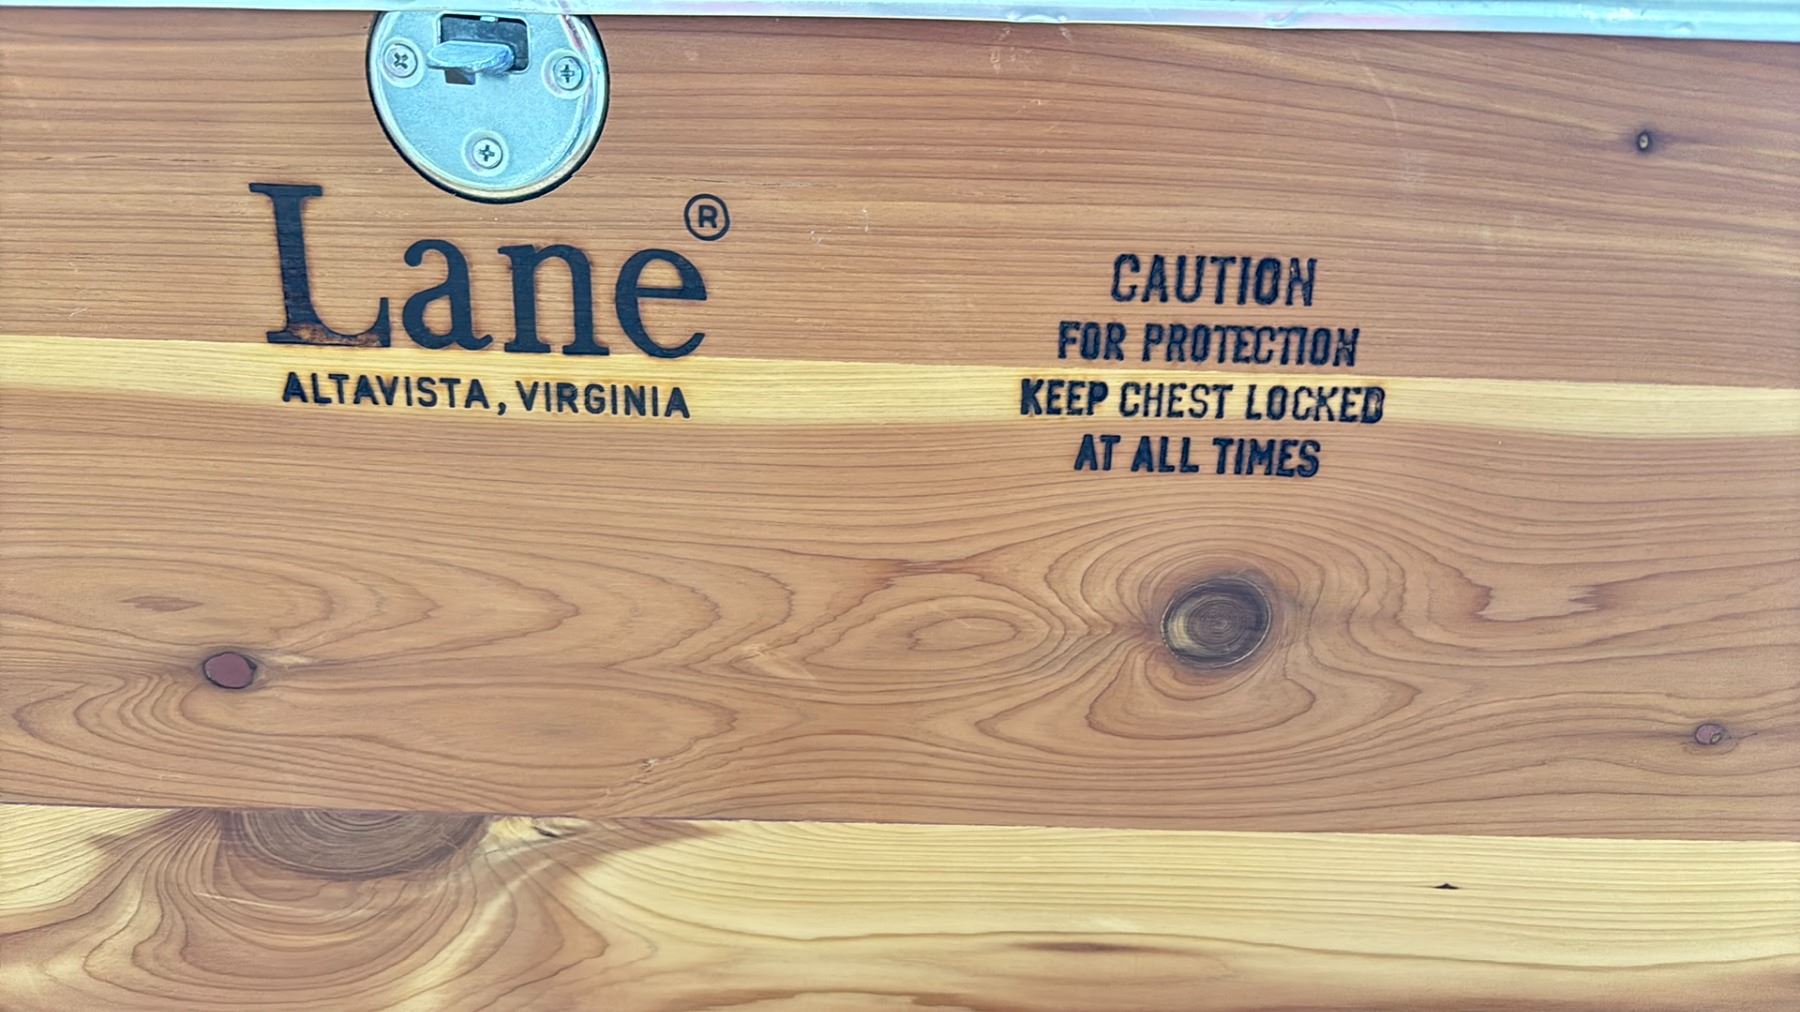 Lane®
ALTAVISTA, VIRGINIA
CAUTION
FOR PROTECTION
KEEP CHEST LOCKED
AT ALL TIMES